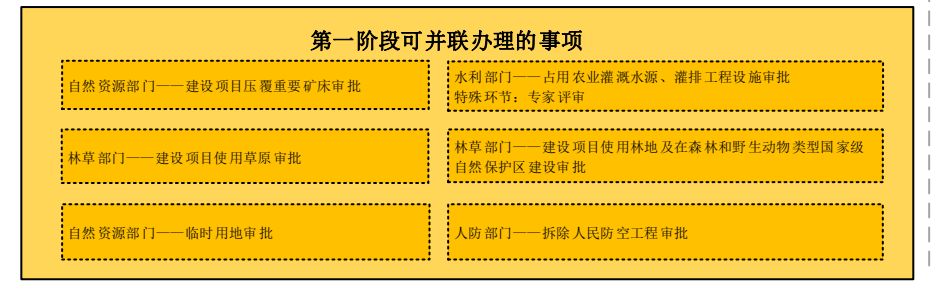 第一阶段可并联办理的事项
自然资源部门——建设项目压覆重要矿床审批
水利部门——占用农业灌溉水源、灌排工程设施审批
特殊环节：专家评审
林草部门——建设项目使用草原审批
林草部门——建设项目使用林地及在森林和野生动物类型国家级
自然保护区建设审批
自然资源部门——临时用地审批
人防部门——拆除人民防空工程审批